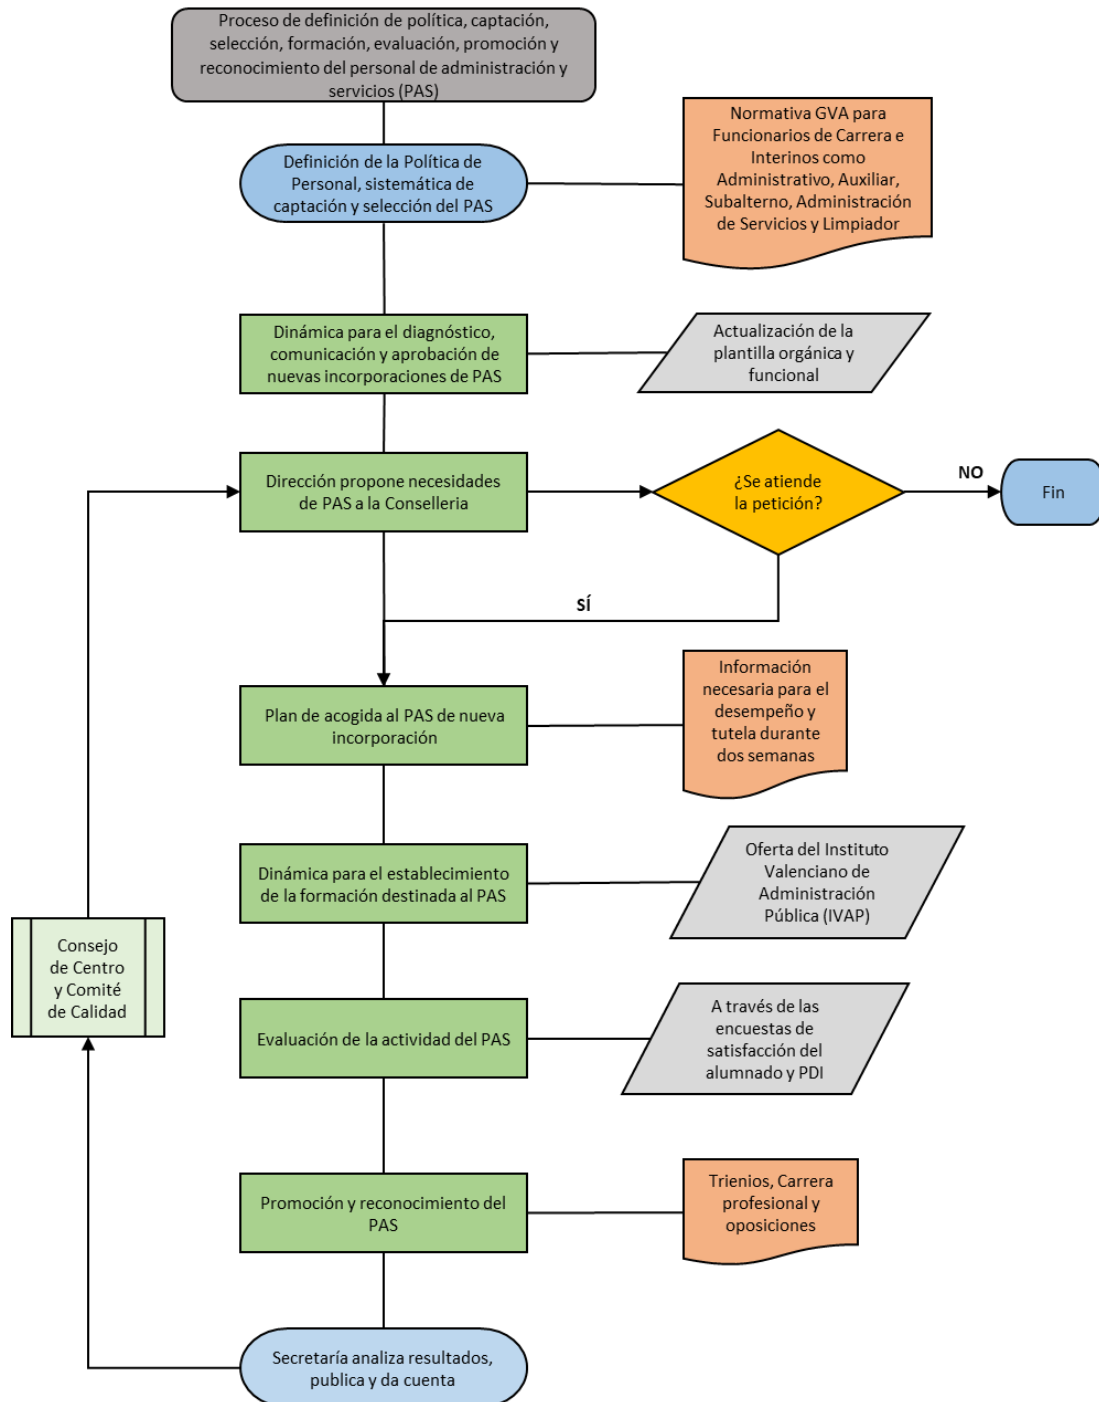 Proceso de definición de política, captación,
selección, formación, evaluación, promoción y
reconocimiento del personal de administración y
servicios (PAS)
Definición de la Política de
Personal, sistemática de
captación y selección del PAS
Normativa GVA para
Funcionarios de Carrera e
Interinos como
Administrativo, Auxiliar,
Subalterno, Administración
de Servicios y Limpiador
Dinámica para el diagnóstico,
comunicación y aprobación de
nuevas incorporaciones de PAS
Actualización de la
plantilla orgánica y
funcional
Dirección propone necesidades
de PAS a la Conselleria
¿Se atiende
la petición?
NO
Fin
SÍ
Plan de acogida al PAS de nueva
incorporación
Información
necesaria para el
desempeño y
tutela durante
dos semanas
Dinámica para el establecimiento
de la formación destinada al PAS
Oferta del Instituto
Valenciano de
Administración
Pública (IVAP)
Consejo
de Centro
y Comité
de Calidad
Evaluación de la actividad del PAS
A través de las
encuestas de
satisfacción del
alumnado y PDI
Promoción y reconocimiento del
PAS
Trienios, Carrera
profesional y
oposiciones
Secretaría analiza resultados,
publica y da cuenta